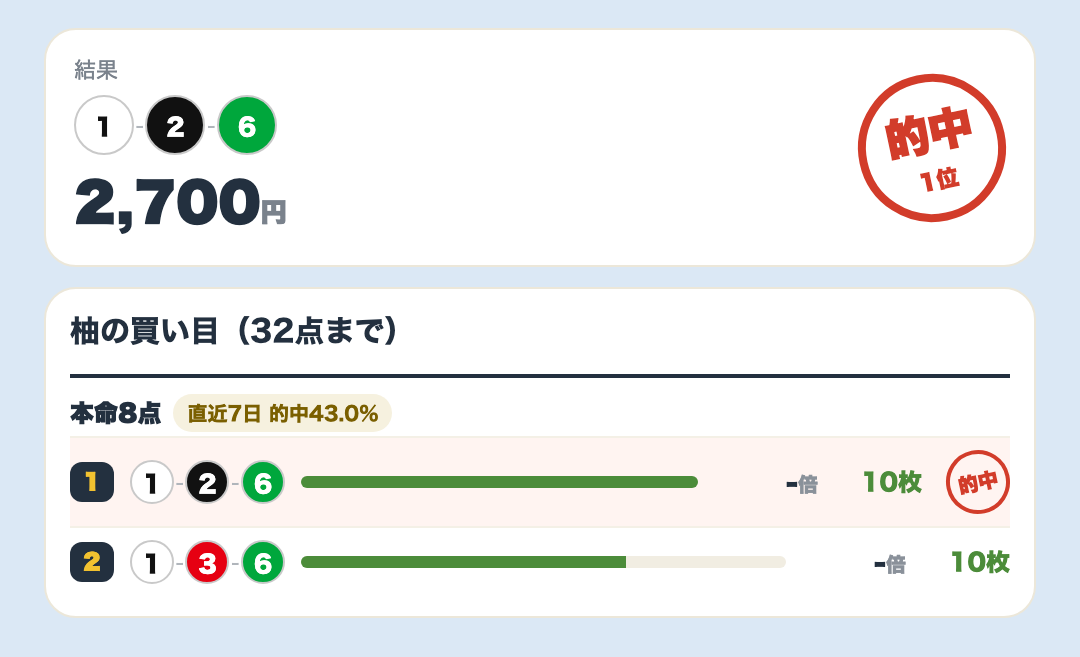 結果
1-2-6
2,700円
的中
1位
柚の買い目（32点まで）
本命8点 直近7日 的中43.0%
1 1-2-6 -倍 10枚 的中
2 1-3-6 -倍 10枚